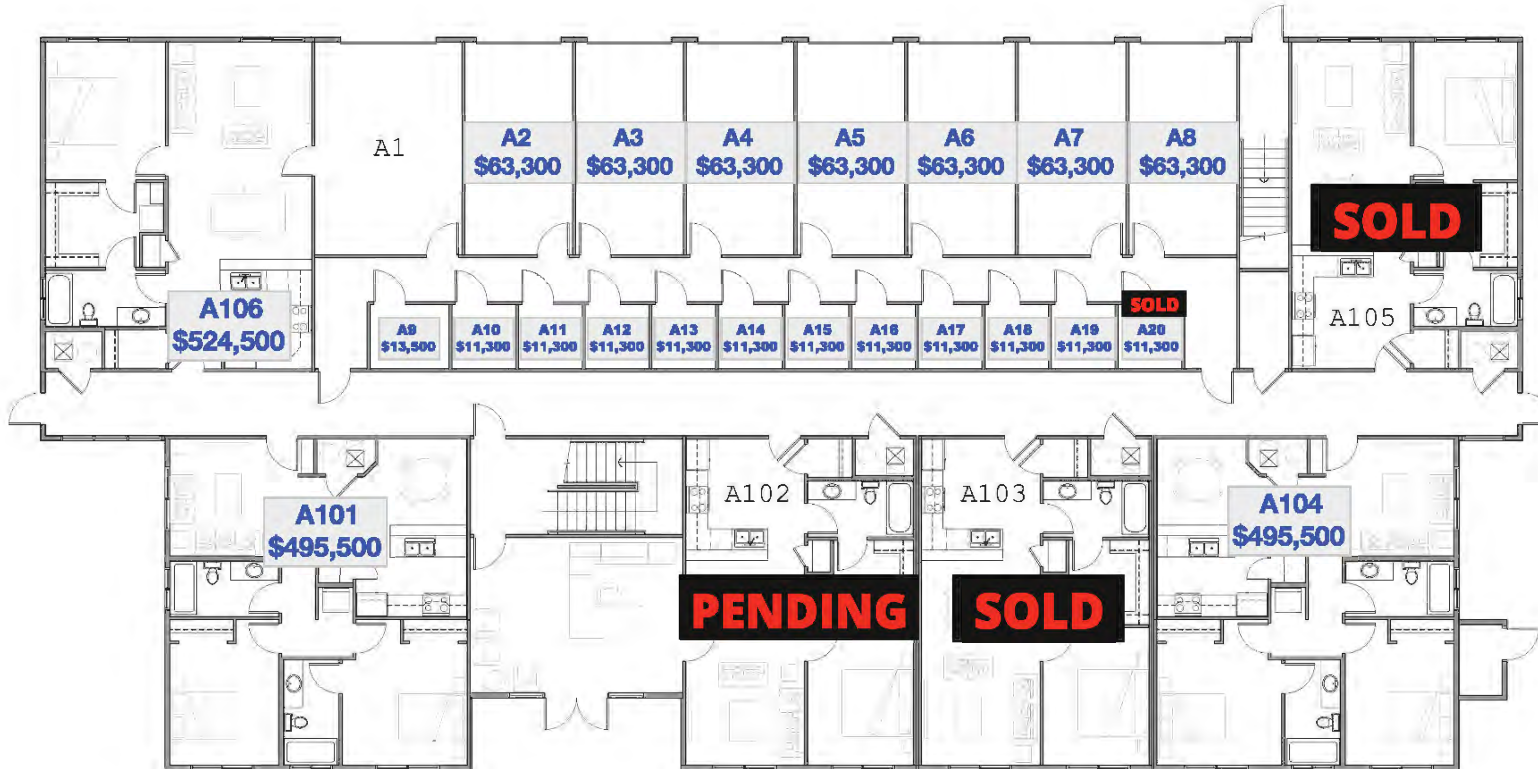 A1
A2
$63,300
A3
$63,300
A4
$63,300
A5
$63,300
A6
$63,300
A7
$63,300
A8
$63,300
SOLD
A105
A106
$524,500
A9
$13,500
A10
$11,300
A11
$11,300
A12
$11,300
A13
$11,300
A14
$11,300
A15
$11,300
A16
$11,300
A17
$11,300
A18
$11,300
A19
$11,300
SOLD
A20
$11,300
A101
$495,500
A102
PENDING
A103
SOLD
A104
$495,500